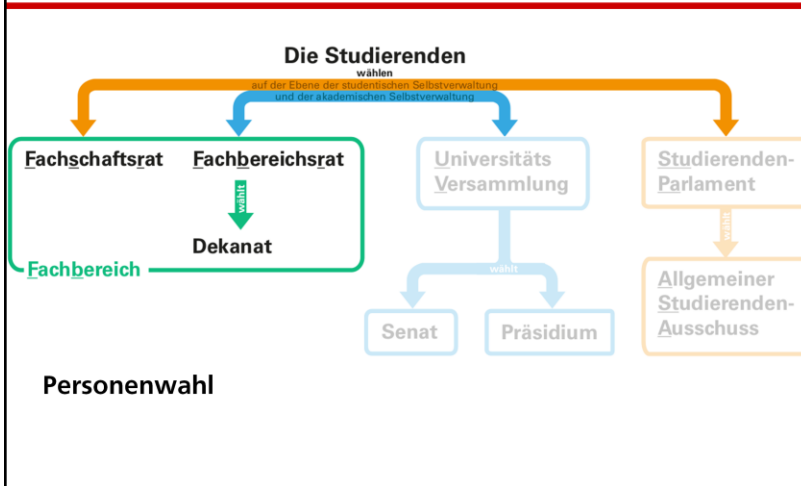 Die Studierenden
wählen
auf der Ebene der studentischen Selbstverwaltung
und der akademischen Selbstverwaltung
Fachschaftsrat
Fachbereichsrat
wählt
Dekanat
Fachbereich
Universitäts
Versammlung
wählt
Senat
Präsidium
Studierenden-
Parlament
wählt
Allgemeiner
Studierenden-
Ausschuss
Personenwahl